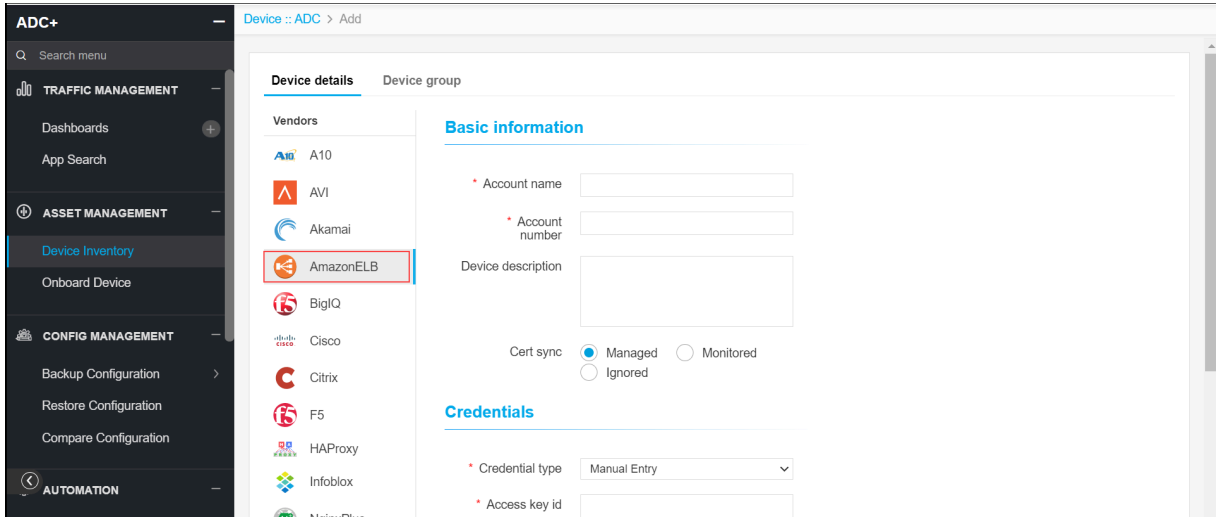 ADC+
Search menu
TRAFFIC MANAGEMENT
Dashboards
App Search
ASSET MANAGEMENT
Device Inventory
Onboard Device
CONFIG MANAGEMENT
Backup Configuration
Restore Configuration
Compare Configuration
AUTOMATION
Device :: ADC > Add
Device details
Device group
Vendors
A10 A10
AVI
Akamai
AmazonELB
BigIQ
CISCO Cisco
Citrix
F5
HAProxy
Infoblox
NginxPlus
Basic information
* Account name
* Account
number
Device description
Cert sync
Managed
Monitored
Ignored
Credentials
* Credential type
Manual Entry
* Access key id